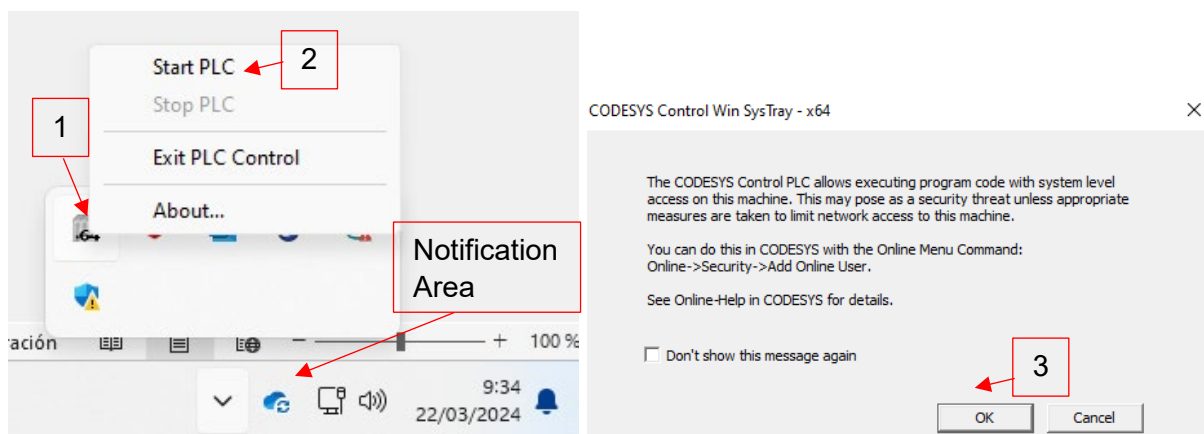 Start PLC
2
Stop PLC
1
Exit PLC Control
About...
64
Notification
Area
ración
100 %
9:34
22/03/2024
CODESYS Control Win SysTray - x64
The CODESYS Control PLC allows executing program code with system level
access on this machine. This may pose as a security threat unless appropriate
measures are taken to limit network access to this machine.
You can do this in CODESYS with the Online Menu Command:
Online->Security->Add Online User.
See Online-Help in CODESYS for details.
Don't show this message again
3
OK Cancel